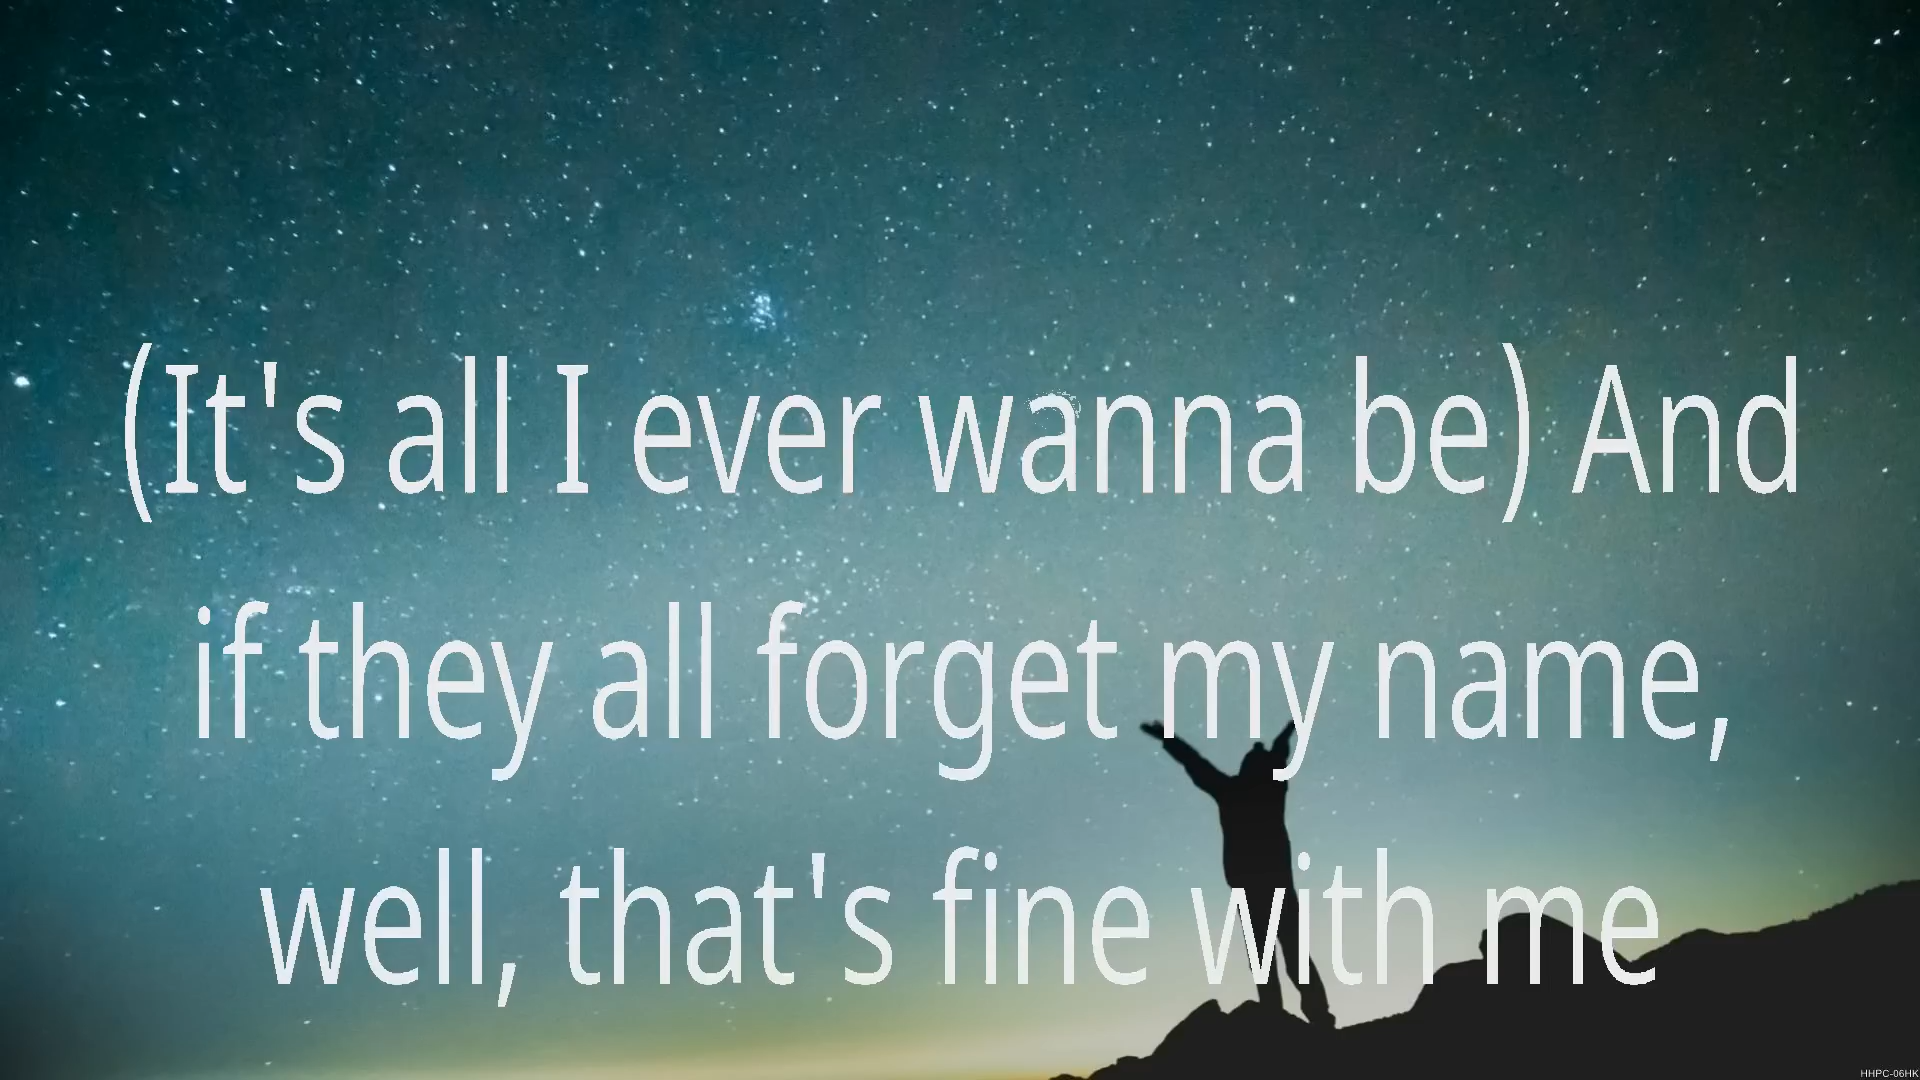 (It's all I ever wanna be) And
if they all forget my name,
well, that's fine with me
HHPC-06HK